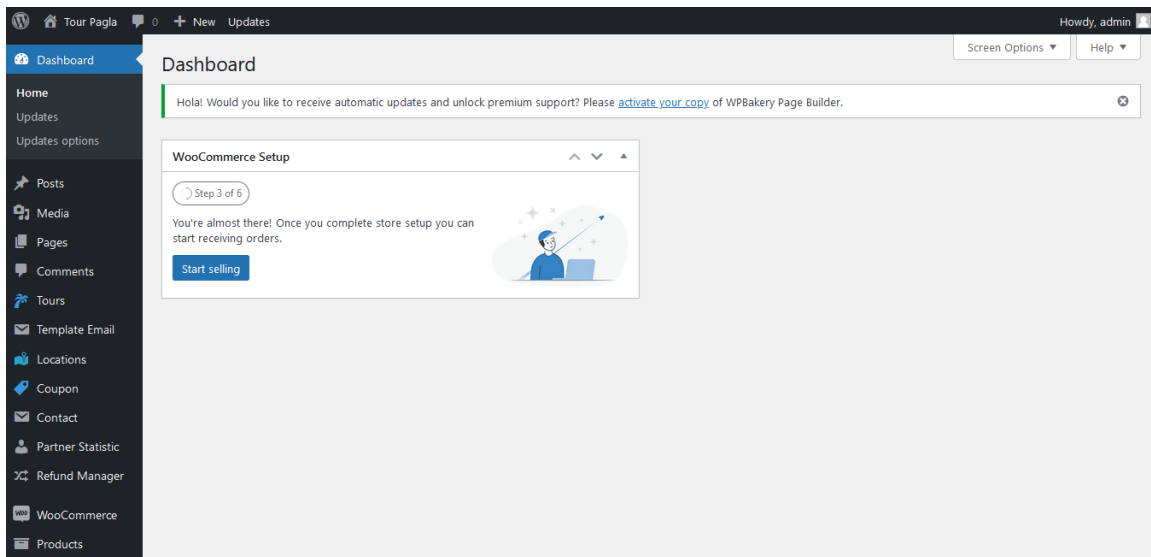 Tour Pagla 0 New Updates Howdy, admin
Dashboard
Home
Updates
Updates options
Posts
Media
Pages
Comments
Tours
Template Email
Locations
Coupon
Contact
Partner Statistic
Refund Manager
WooCommerce
Products
Screen Options Help
Dashboard
Hola! Would you like to receive automatic updates and unlock premium support? Please activate your copy of WPBakery Page Builder.
WooCommerce Setup
Step 3 of 6
You're almost there! Once you complete store setup you can
start receiving orders.
Start selling